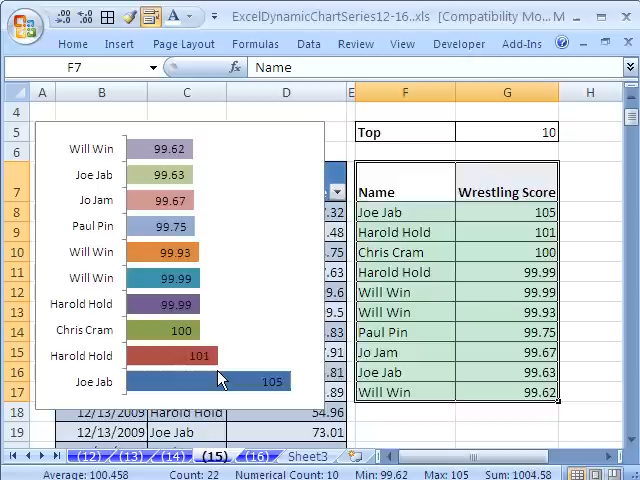 ExcelDynamicChartSeries12-16..xls [Compatibility Mo...
Home Insert Page Layout Formulas Data Review View Developer Add-Ins
F7 fx Name
A B C D E F G H
4
5 Top 10
6
7 Name Wrestling Score
8 7.32 Joe Jab 105
9 .48 Harold Hold 101
10 3.75 Chris Cram 100
11 7.63 Harold Hold 99.99
12 9.6 Will Win 99.99
13 9.5 Will Win 99.93
14 .83 Paul Pin 99.75
15 7.91 Jo Jam 99.67
16 .81 Joe Jab 99.63
17 .89 Will Win 99.62
18 12/13/2009 Harold Hold 54.96
19 12/13/2009 Joe Jab 73.01
Will Win 99.62
Joe Jab 99.63
Jo Jam 99.67
Paul Pin 99.75
Will Win 99.93
Will Win 99.99
Harold Hold 99.99
Chris Cram 100
Harold Hold 101
Joe Jab 105
(12) (13) (14) (15) (16) Sheet3
Average: 100.458 Count: 22 Numerical Count: 10 Min: 99.62 Max: 105 Sum: 1004.58